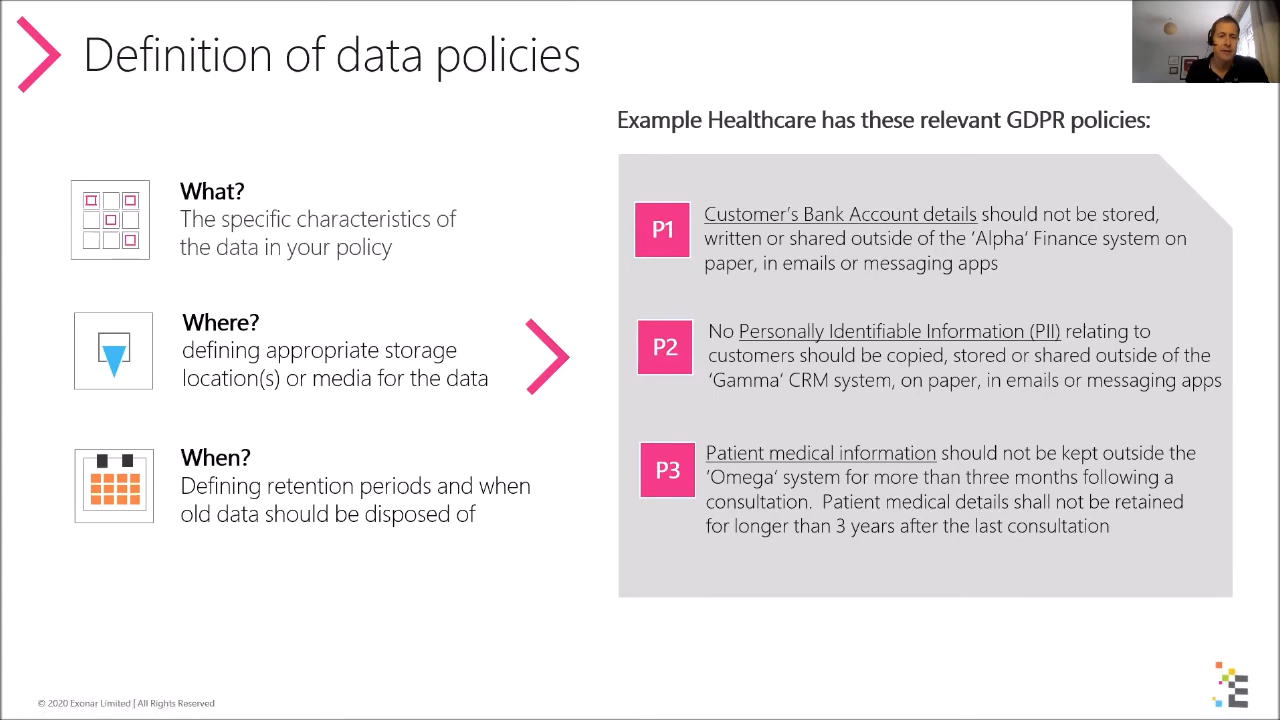 Definition of data policies
What?
The specific characteristics of
the data in your policy
Where?
defining appropriate storage
location(s) or media for the data
When?
Defining retention periods and when
old data should be disposed of
Example Healthcare has these relevant GDPR policies:
P1
Customer’s Bank Account details should not be stored,
written or shared outside of the ‘Alpha’ Finance system on
paper, in emails or messaging apps
P2
No Personally Identifiable Information (PII) relating to
customers should be copied, stored or shared outside of the
‘Gamma’ CRM system, on paper, in emails or messaging apps
P3
Patient medical information should not be kept outside the
‘Omega’ system for more than three months following a
consultation. Patient medical details shall not be retained
for longer than 3 years after the last consultation
© 2020 Exonar Limited | All Rights Reserved